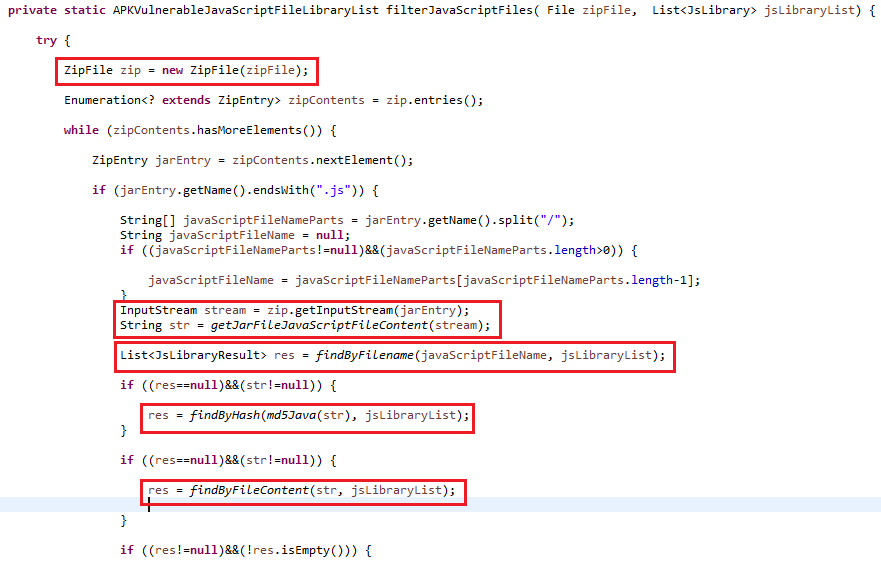 private static APKVulnerableJavaScriptFileLibraryList filterJavaScriptFiles( File zipFile,  List<JsLibrary> jsLibraryList) {
try {
ZipFile zip = new ZipFile(zipFile);
Enumeration<? extends ZipEntry> zipContents = zip.entries();
while (zipContents.hasMoreElements()) {
ZipEntry jarEntry = zipContents.nextElement();
if (jarEntry.getName().endsWith(".js")) {
String[] javaScriptFileNameParts = jarEntry.getName().split("/");
String javaScriptFileName = null;
if ((javaScriptFileNameParts!=null)&&(javaScriptFileNameParts.length>0)) {
javaScriptFileName = javaScriptFileNameParts[javaScriptFileNameParts.length-1];
}
InputStream stream = zip.getInputStream(jarEntry);
String str = getJarFileJavaScriptFileContent(stream);
List<JsLibraryResult> res = findByFilename(javaScriptFileName, jsLibraryList);
if ((res==null)&&(str!=null)) {
res = findByHash(md5Java(str), jsLibraryList);
}
if ((res==null)&&(str!=null)) {
res = findByFileContent(str, jsLibraryList);
}
if ((res!=null)&&(!res.isEmpty())) {